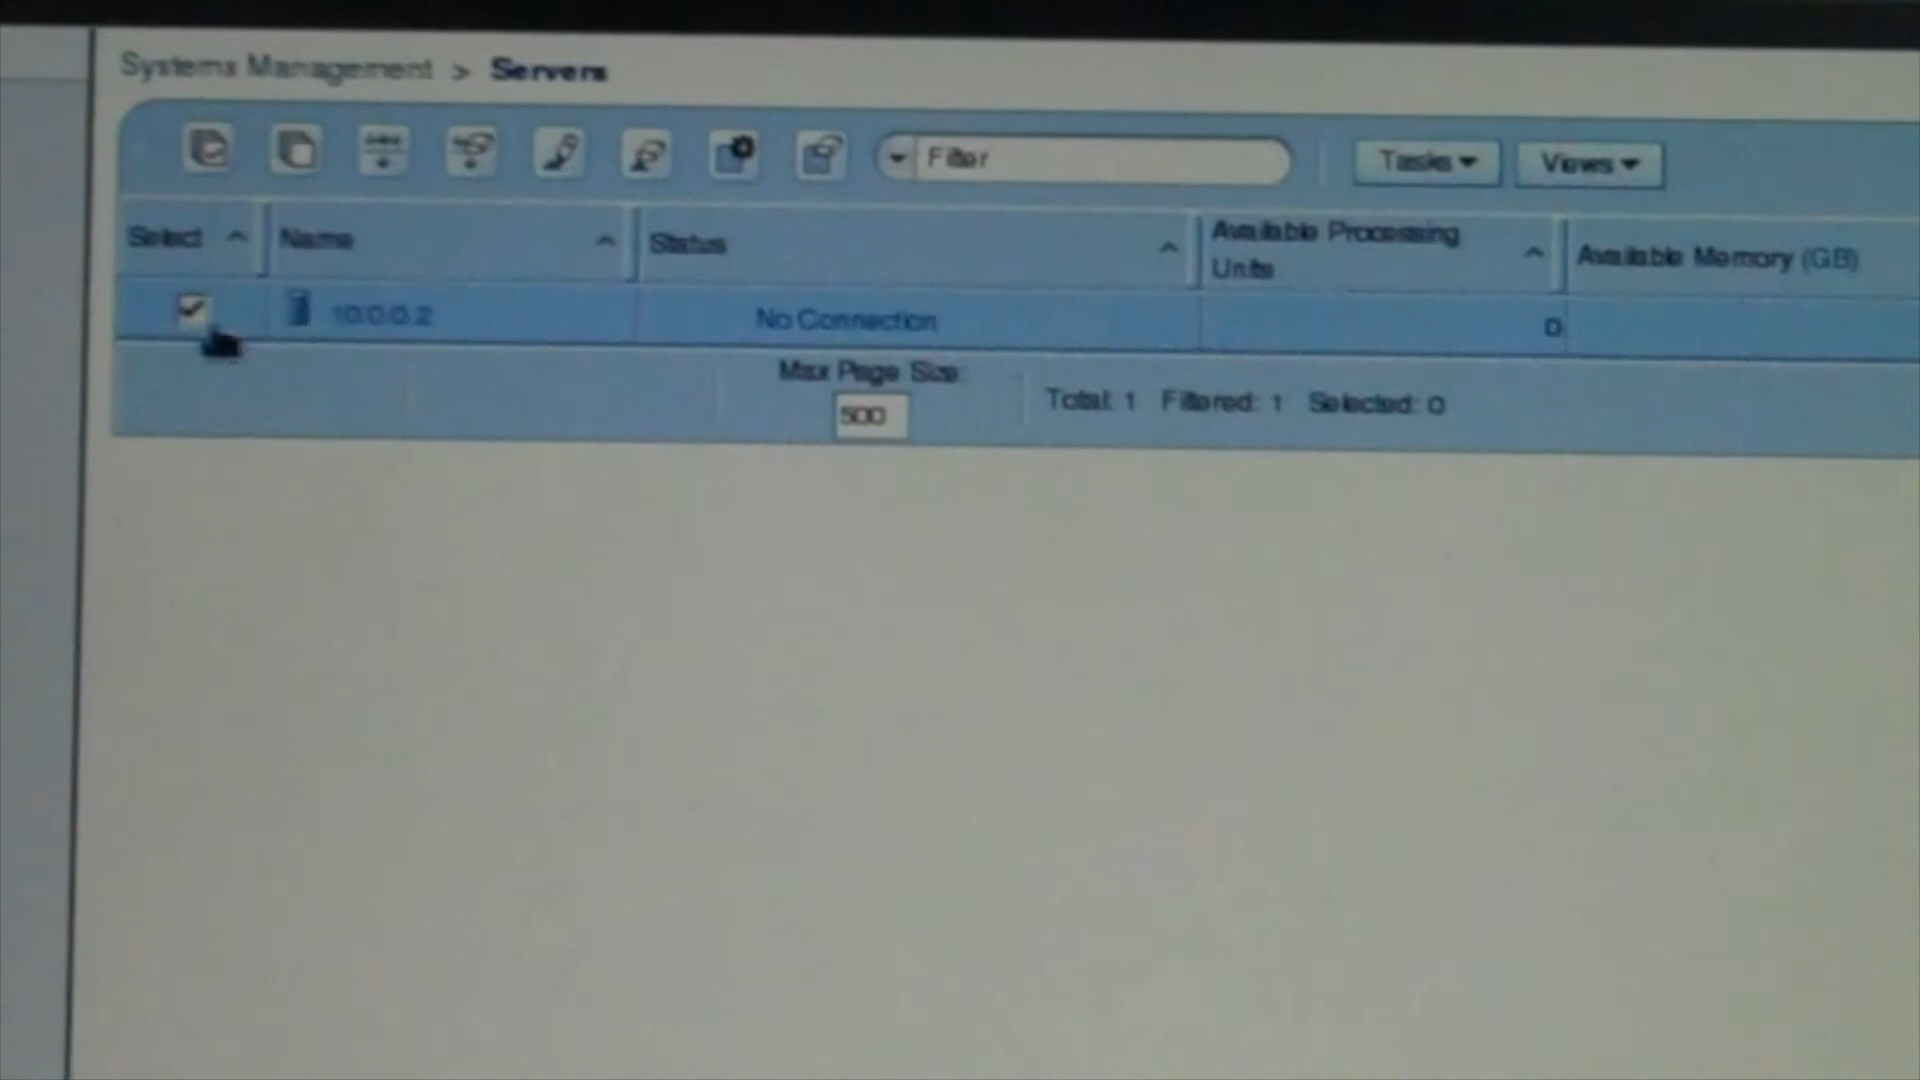 Systems Management > Servers
Filter
Tasks
Views
Select
Name
Status
Available Processing
Units
Available Memory (GB)
10.0.0.2
No Connection
0
Max Page Size:
500
Total: 1 Filtered: 1 Selected: 0